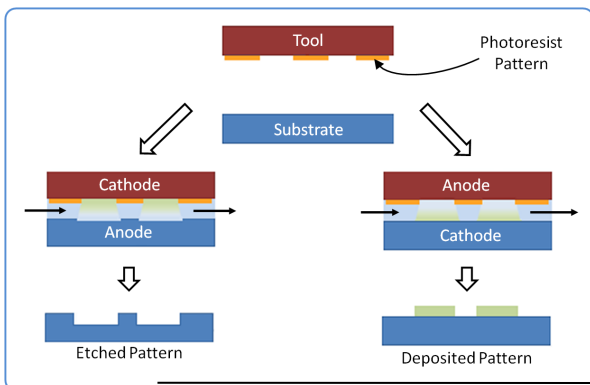 Tool
Photoresist
Pattern
Substrate
Cathode
Anode
Anode
Cathode
Etched Pattern
Deposited Pattern